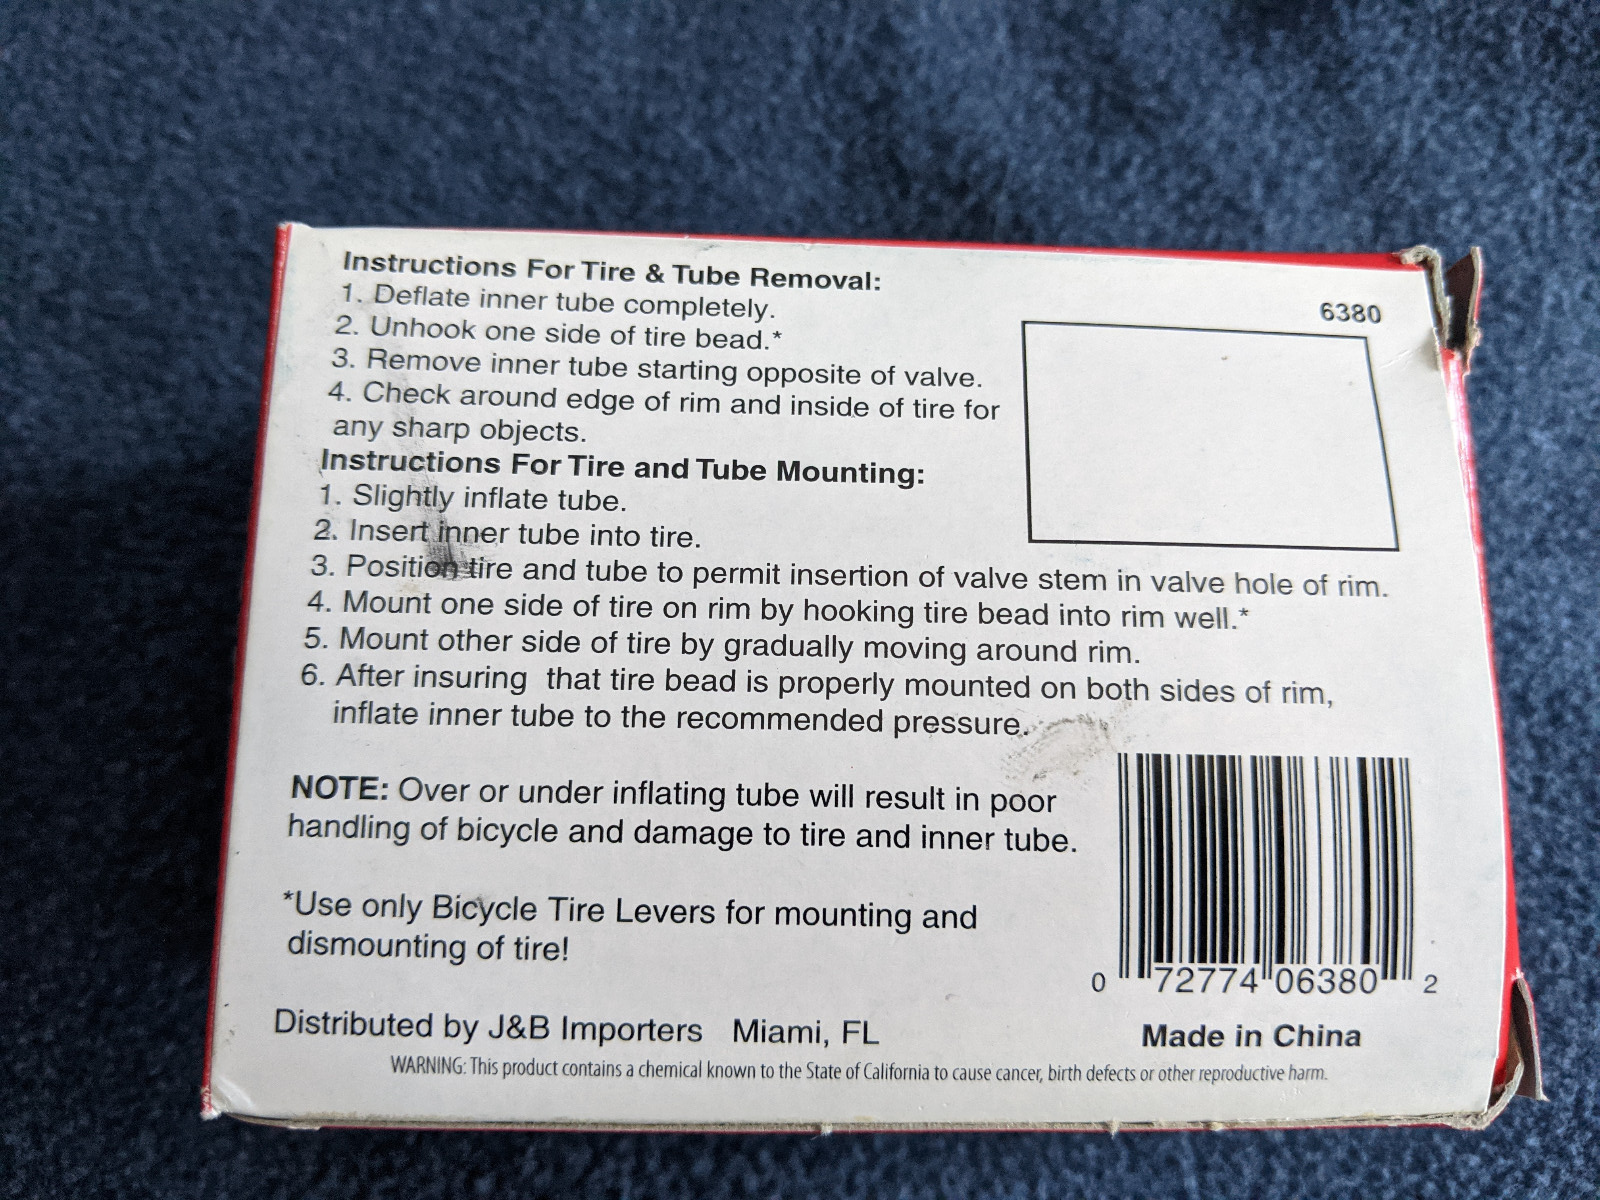 Instructions For Tire & Tube Removal:
1. Deflate inner tube completely.
2. Unhook one side of tire bead.*
3. Remove inner tube starting opposite of valve.
4. Check around edge of rim and inside of tire for
any sharp objects.
6380
Instructions For Tire and Tube Mounting:
1. Slightly inflate tube.
2. Insert inner tube into tire.
3. Position tire and tube to permit insertion of valve stem in valve hole of rim.
4. Mount one side of tire on rim by hooking tire bead into rim well.*
5. Mount other side of tire by gradually moving around rim.
6. After insuring  that tire bead is properly mounted on both sides of rim,
inflate inner tube to the recommended pressure.
NOTE: Over or under inflating tube will result in poor
handling of bicycle and damage to tire and inner tube.
*Use only Bicycle Tire Levers for mounting and
dismounting of tire!
0 72774 06380 2
Distributed by J&B Importers   Miami, FL
Made in China
WARNING: This product contains a chemical known to the State of California to cause cancer, birth defects or other reproductive harm.